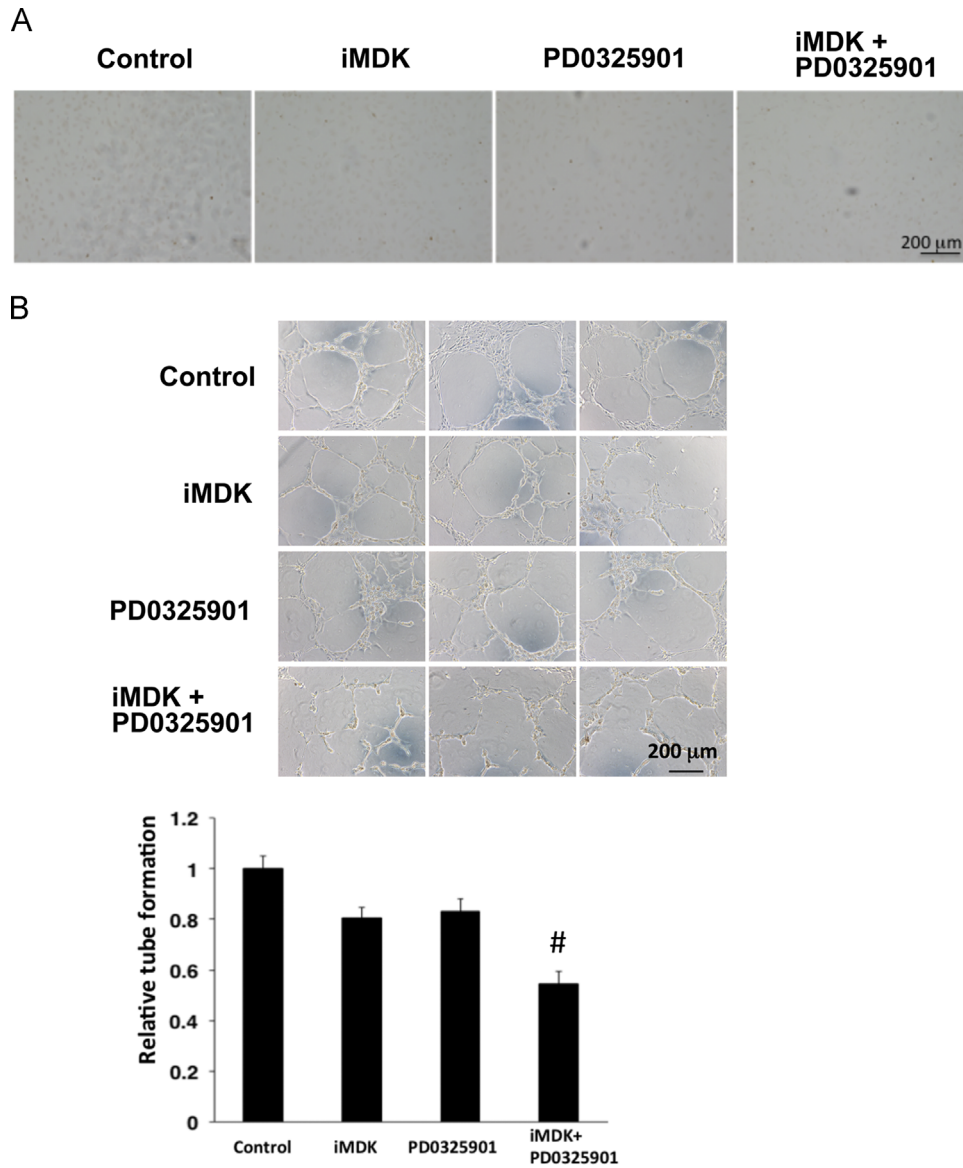 A
Control
iMDK
PD0325901
iMDK +
PD0325901
200 µm
B
Control
iMDK
PD0325901
iMDK +
PD0325901
200 µm
Relative tube formation
1.2
1
0.8
0.6
0.4
0.2
0
#
Control
iMDK
PD0325901
iMDK+
PD0325901